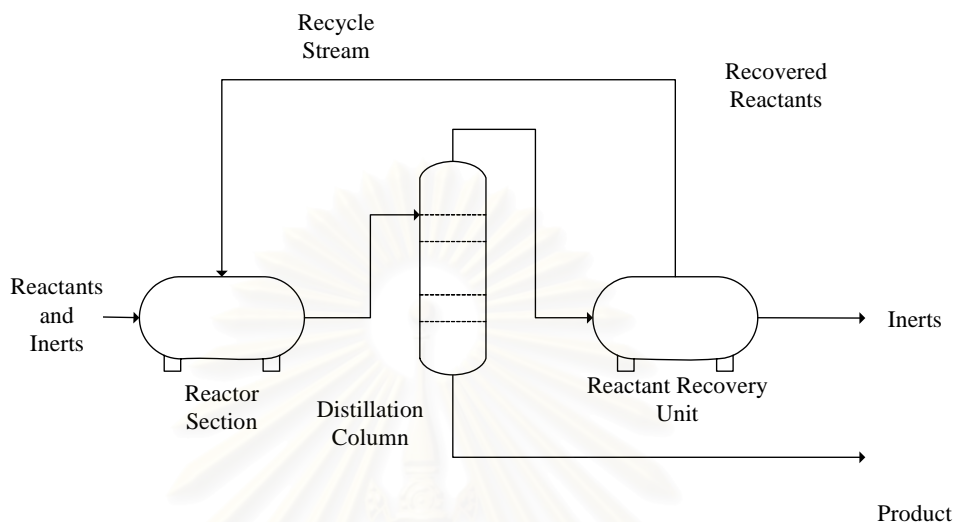 Recycle
Stream
Recovered
Reactants
Reactants
and
Inerts
Reactor
Section
Distillation
Column
Reactant Recovery
Unit
Inerts
Product